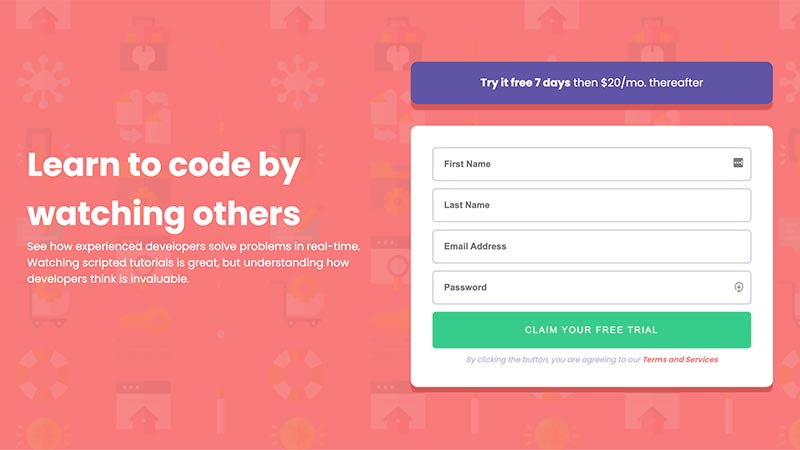 Try it free 7 days then $20/mo. thereafter
Learn to code by
watching others
See how experienced developers solve problems in real-time.
Watching scripted tutorials is great, but understanding how
developers think is invaluable.
First Name
Last Name
Email Address
Password
CLAIM YOUR FREE TRIAL
By clicking the button, you are agreeing to our Terms and Services